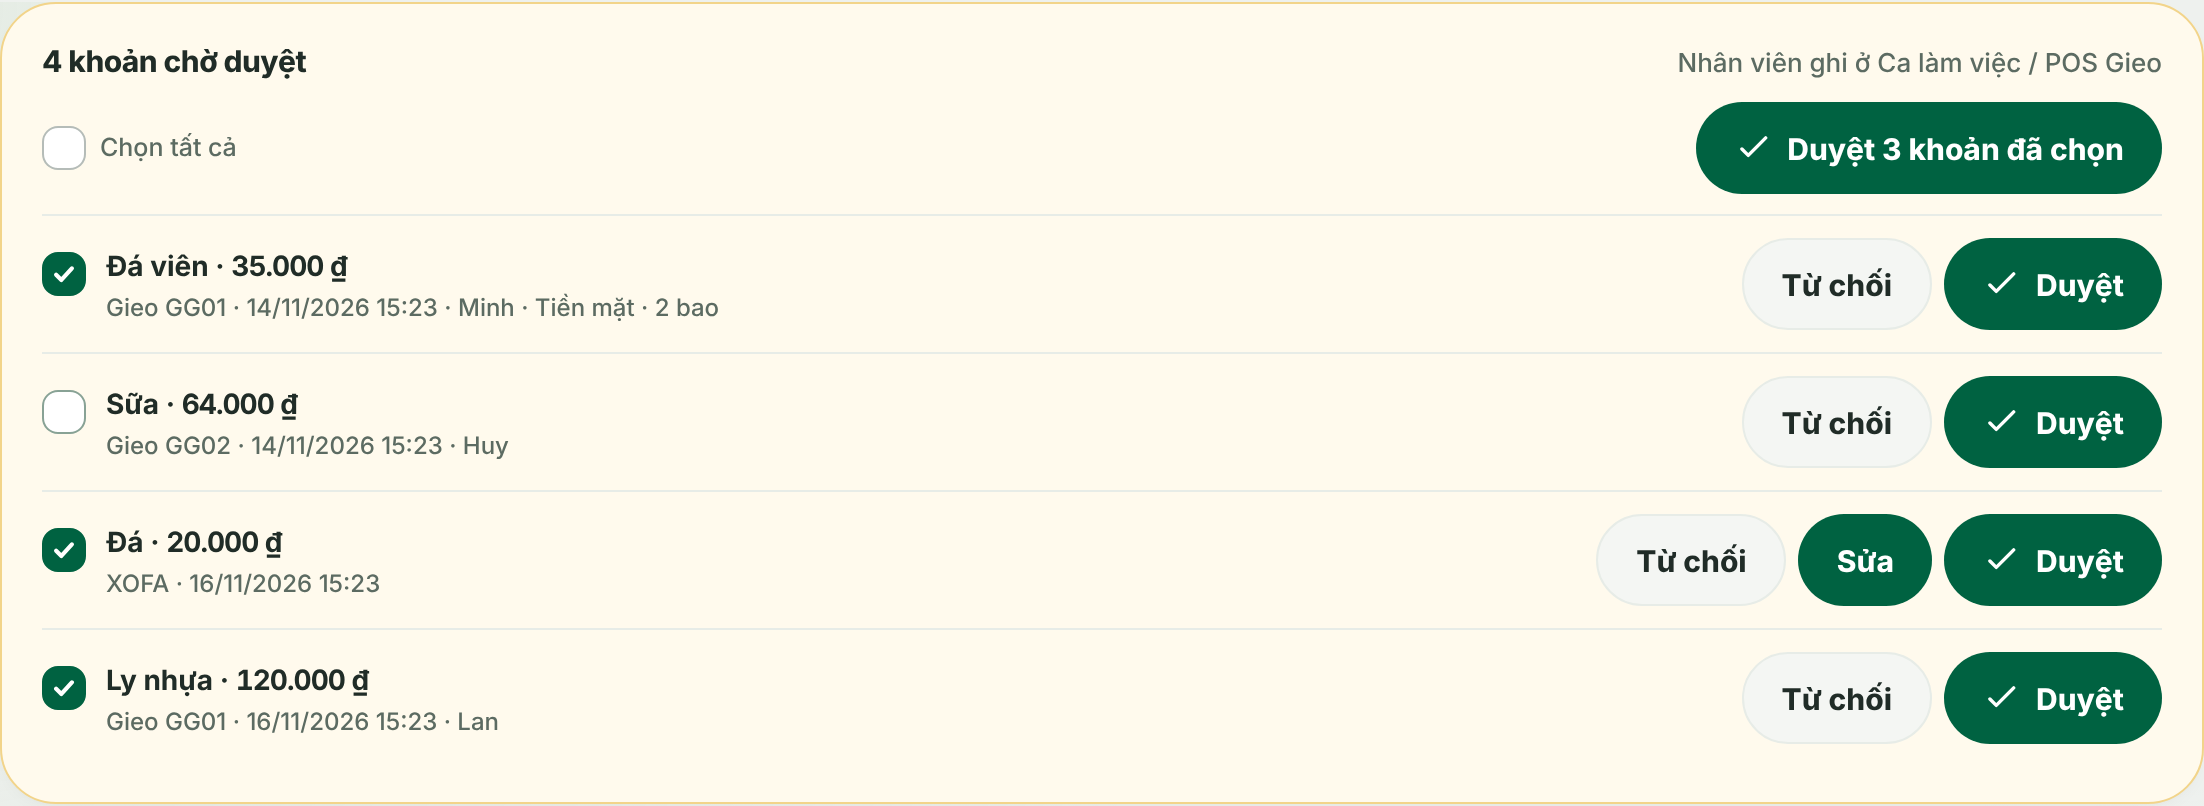 4 khoản chờ duyệt
Nhân viên ghi ở Ca làm việc / POS Gieo
Chọn tất cả
Duyệt 3 khoản đã chọn
Đá viên · 35.000 ₫
Gieo GG01 · 14/11/2026 15:23 · Minh · Tiền mặt · 2 bao
Từ chối
Duyệt
Sữa · 64.000 ₫
Gieo GG02 · 14/11/2026 15:23 · Huy
Từ chối
Duyệt
Đá · 20.000 ₫
XOFA · 16/11/2026 15:23
Từ chối
Sửa
Duyệt
Ly nhựa · 120.000 ₫
Gieo GG01 · 16/11/2026 15:23 · Lan
Từ chối
Duyệt